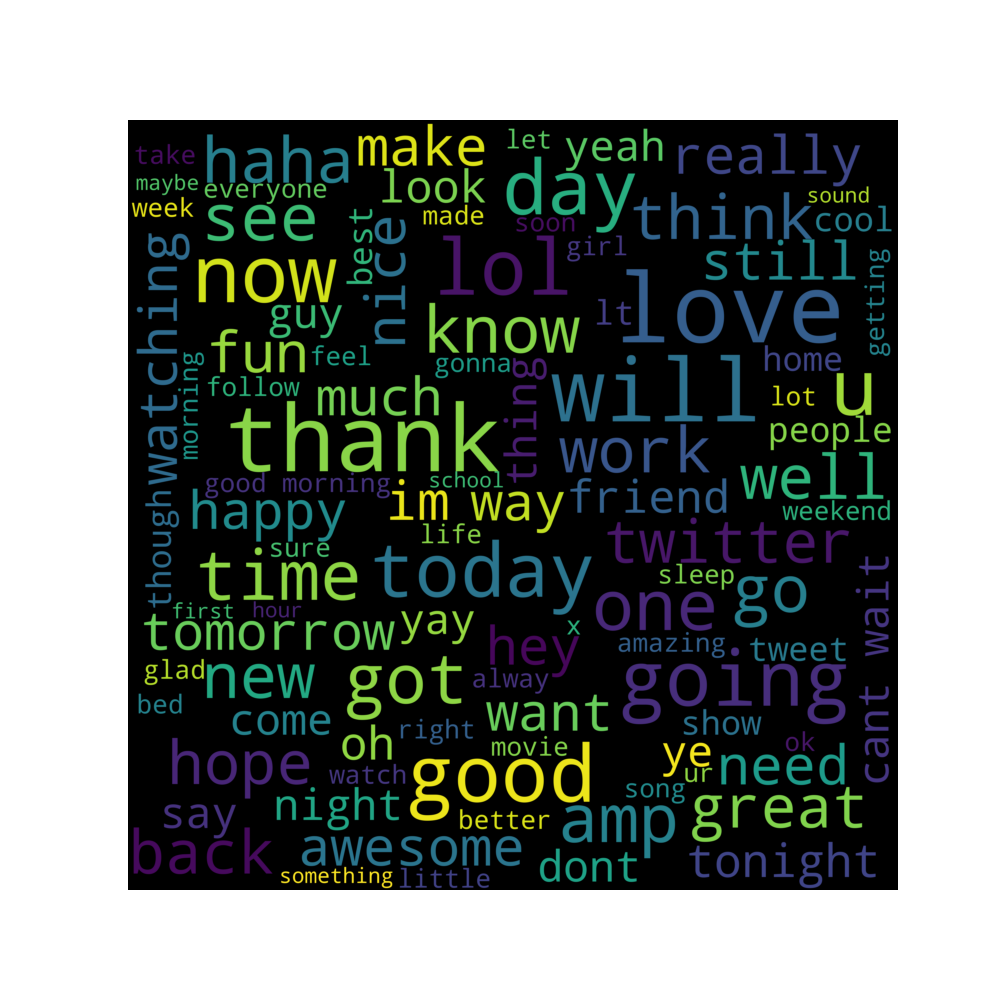 take haha make let yeah really
maybe everyone look day sound
week see best made soon think cool
watching now nice lol girl still getting
guy know lt love
morning fun feel gonna thing home
follow much will lot u
thank work people
though good morning school im way friend well
happy life weekend
sure twitter
time today sleep go cant wait
first hour yay x one
tomorrow hey amazing tweet
glad new got alway going
bed come right want show
hope oh movie ye ok
watch good ur need
say night better song great
back awesome amp
something little dont tonight